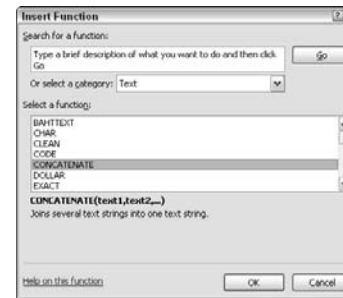 Insert Function
Search for a function:
Type a brief description of what you want to do and then click
Go
Go
Or select a category: Text
Select a function:
BAHTTEXT
CHAR
CLEAN
CODE
CONCATENATE
DOLLAR
EXACT
CONCATENATE(text1,text2,...)
Joins several text strings into one text string.
Help on this function
OK
Cancel